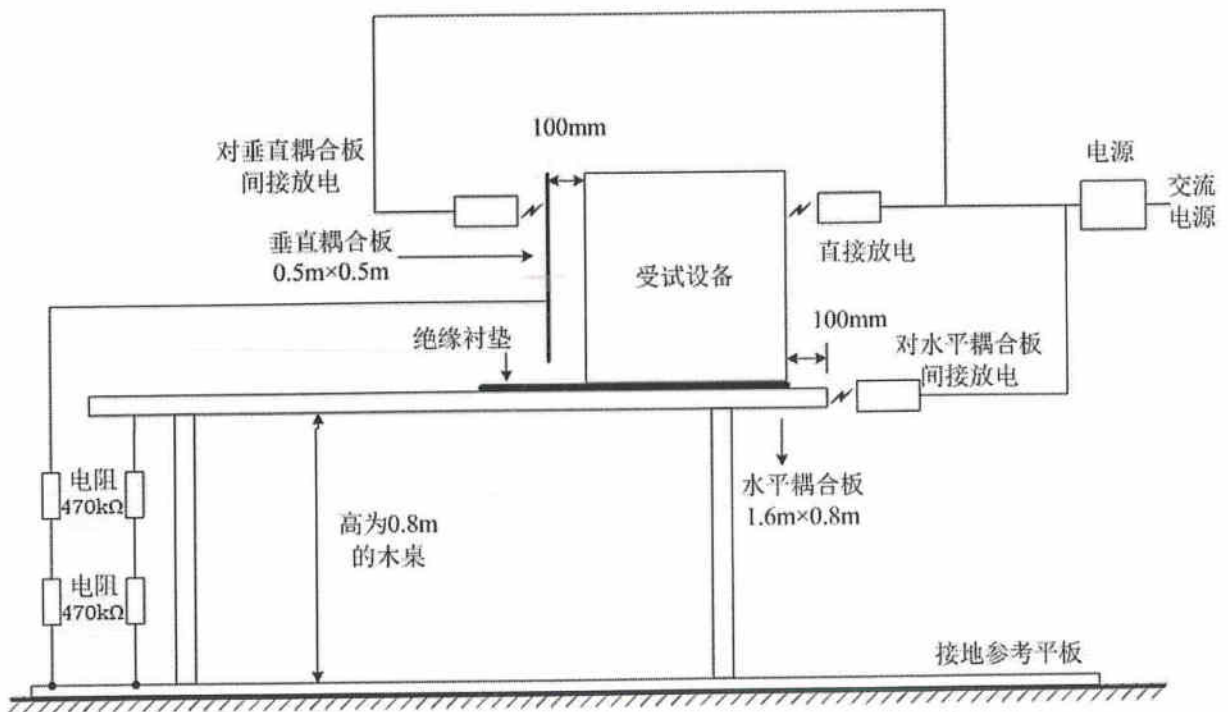 100mm
对垂直耦合板
间接放电
电源
交流
电源
垂直耦合板
0.5m×0.5m
直接放电
受试设备
100mm
绝缘衬垫
对水平耦合板
间接放电
电阻
470kΩ
水平耦合板
1.6m×0.8m
高为0.8m
的木桌
电阻
470kΩ
接地参考平板